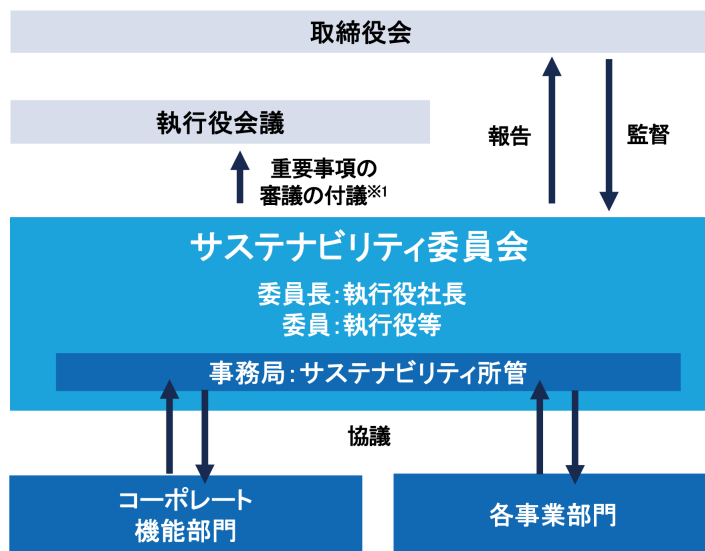 取締役会
執行役会議
報告
監督
重要事項の
審議の付議※1
サステナビリティ委員会
委員長：執行役社長
委員：執行役等
事務局：サステナビリティ所管
協議
コーポレート
機能部門
各事業部門